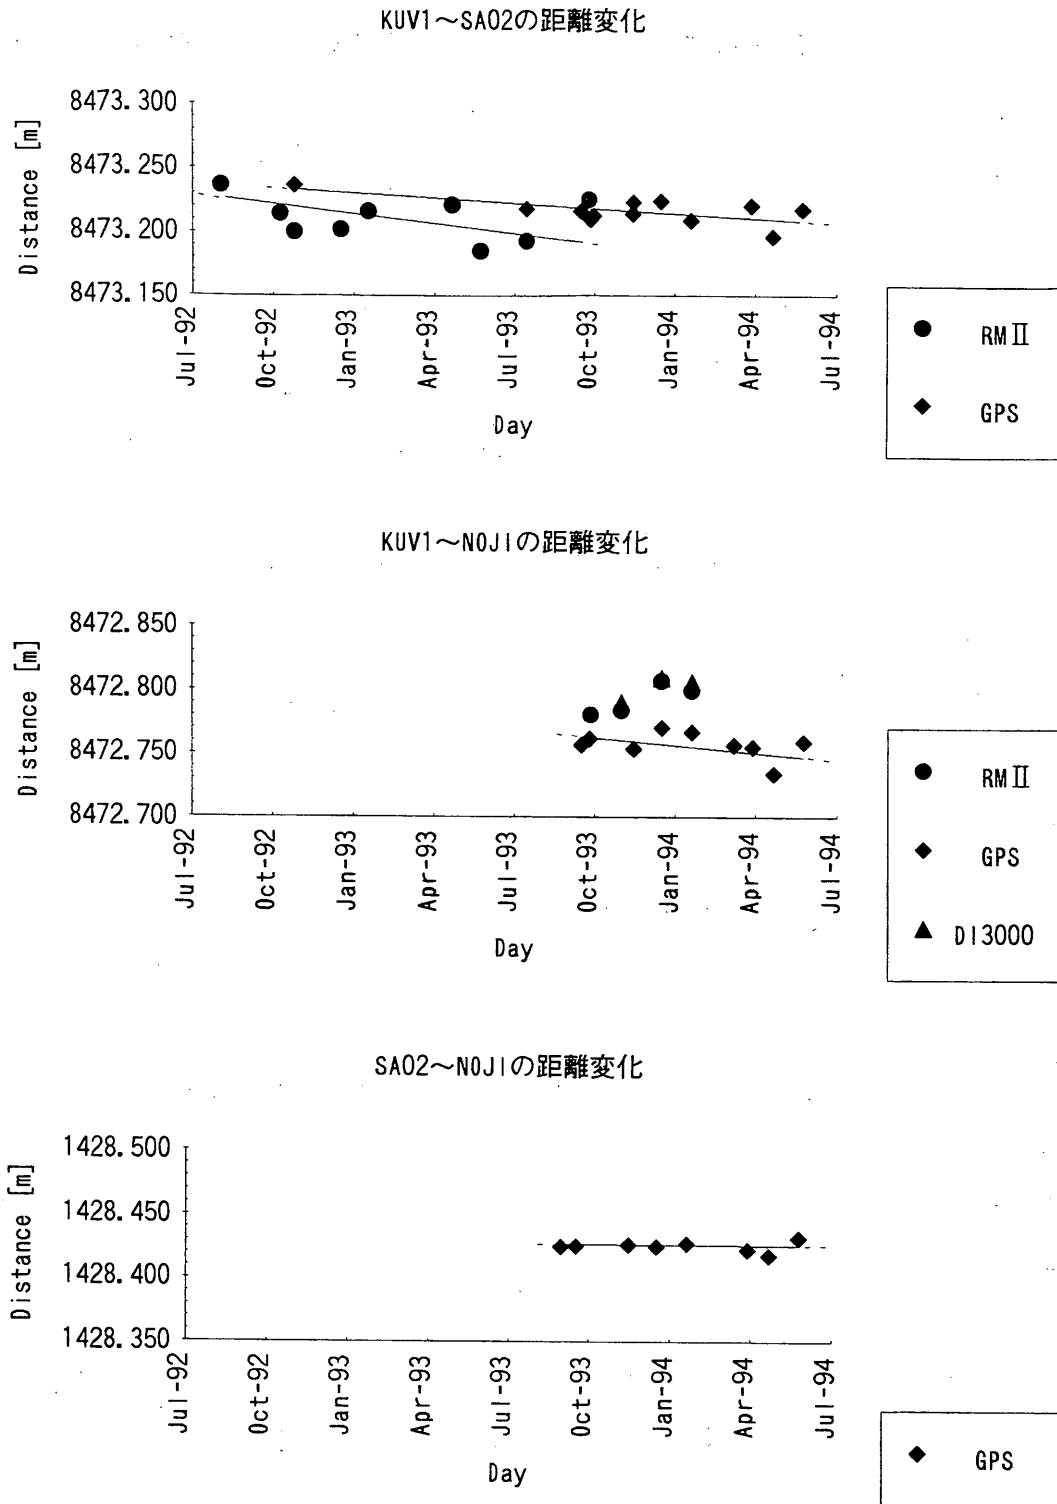 KUV1～SAO2の距離変化
Distance [m]
8473.300
8473.250
8473.200
8473.150
Jul-92
Oct-92
Jan-93
Apr-93
Jul-93
Oct-93
Jan-94
Apr-94
Jul-94
Day
RMⅡ
GPS
KUV1～NOJIの距離変化
Distance [m]
8472.850
8472.800
8472.750
8472.700
Jul-92
Oct-92
Jan-93
Apr-93
Jul-93
Oct-93
Jan-94
Apr-94
Jul-94
Day
RMⅡ
GPS
DI3000
SAO2～NOJIの距離変化
Distance [m]
1428.500
1428.450
1428.400
1428.350
Jul-92
Oct-92
Jan-93
Apr-93
Jul-93
Oct-93
Jan-94
Apr-94
Jul-94
Day
GPS